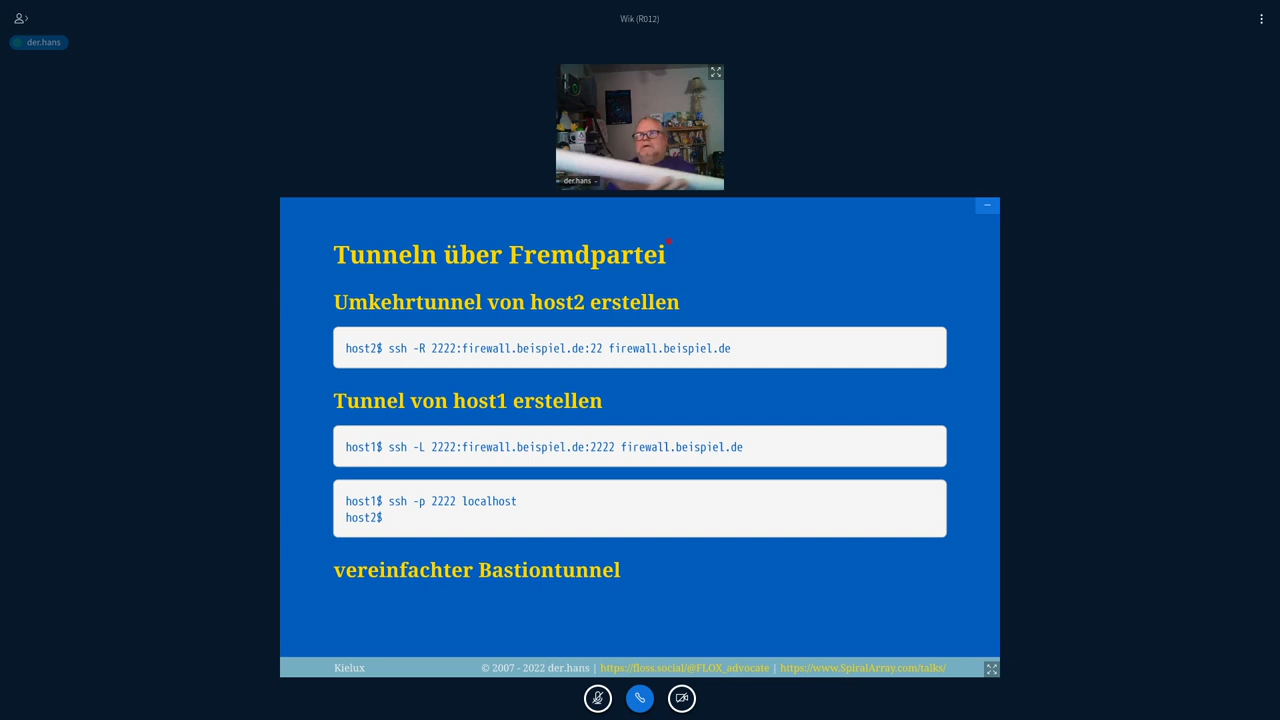 Wik (R012)
der.hans
der.hans
Tunneln über Fremdpartei
Umkehrtunnel von host2 erstellen
host2$ ssh -R 2222:firewall.beispiel.de:22 firewall.beispiel.de
Tunnel von host1 erstellen
host1$ ssh -L 2222:firewall.beispiel.de:2222 firewall.beispiel.de
host1$ ssh -p 2222 localhost
host2$
vereinfachter Bastiontunnel
Kielux
© 2007 - 2022 der.hans | https://floss.social/@FLOX_advocate | https://www.SpiralArray.com/talks/